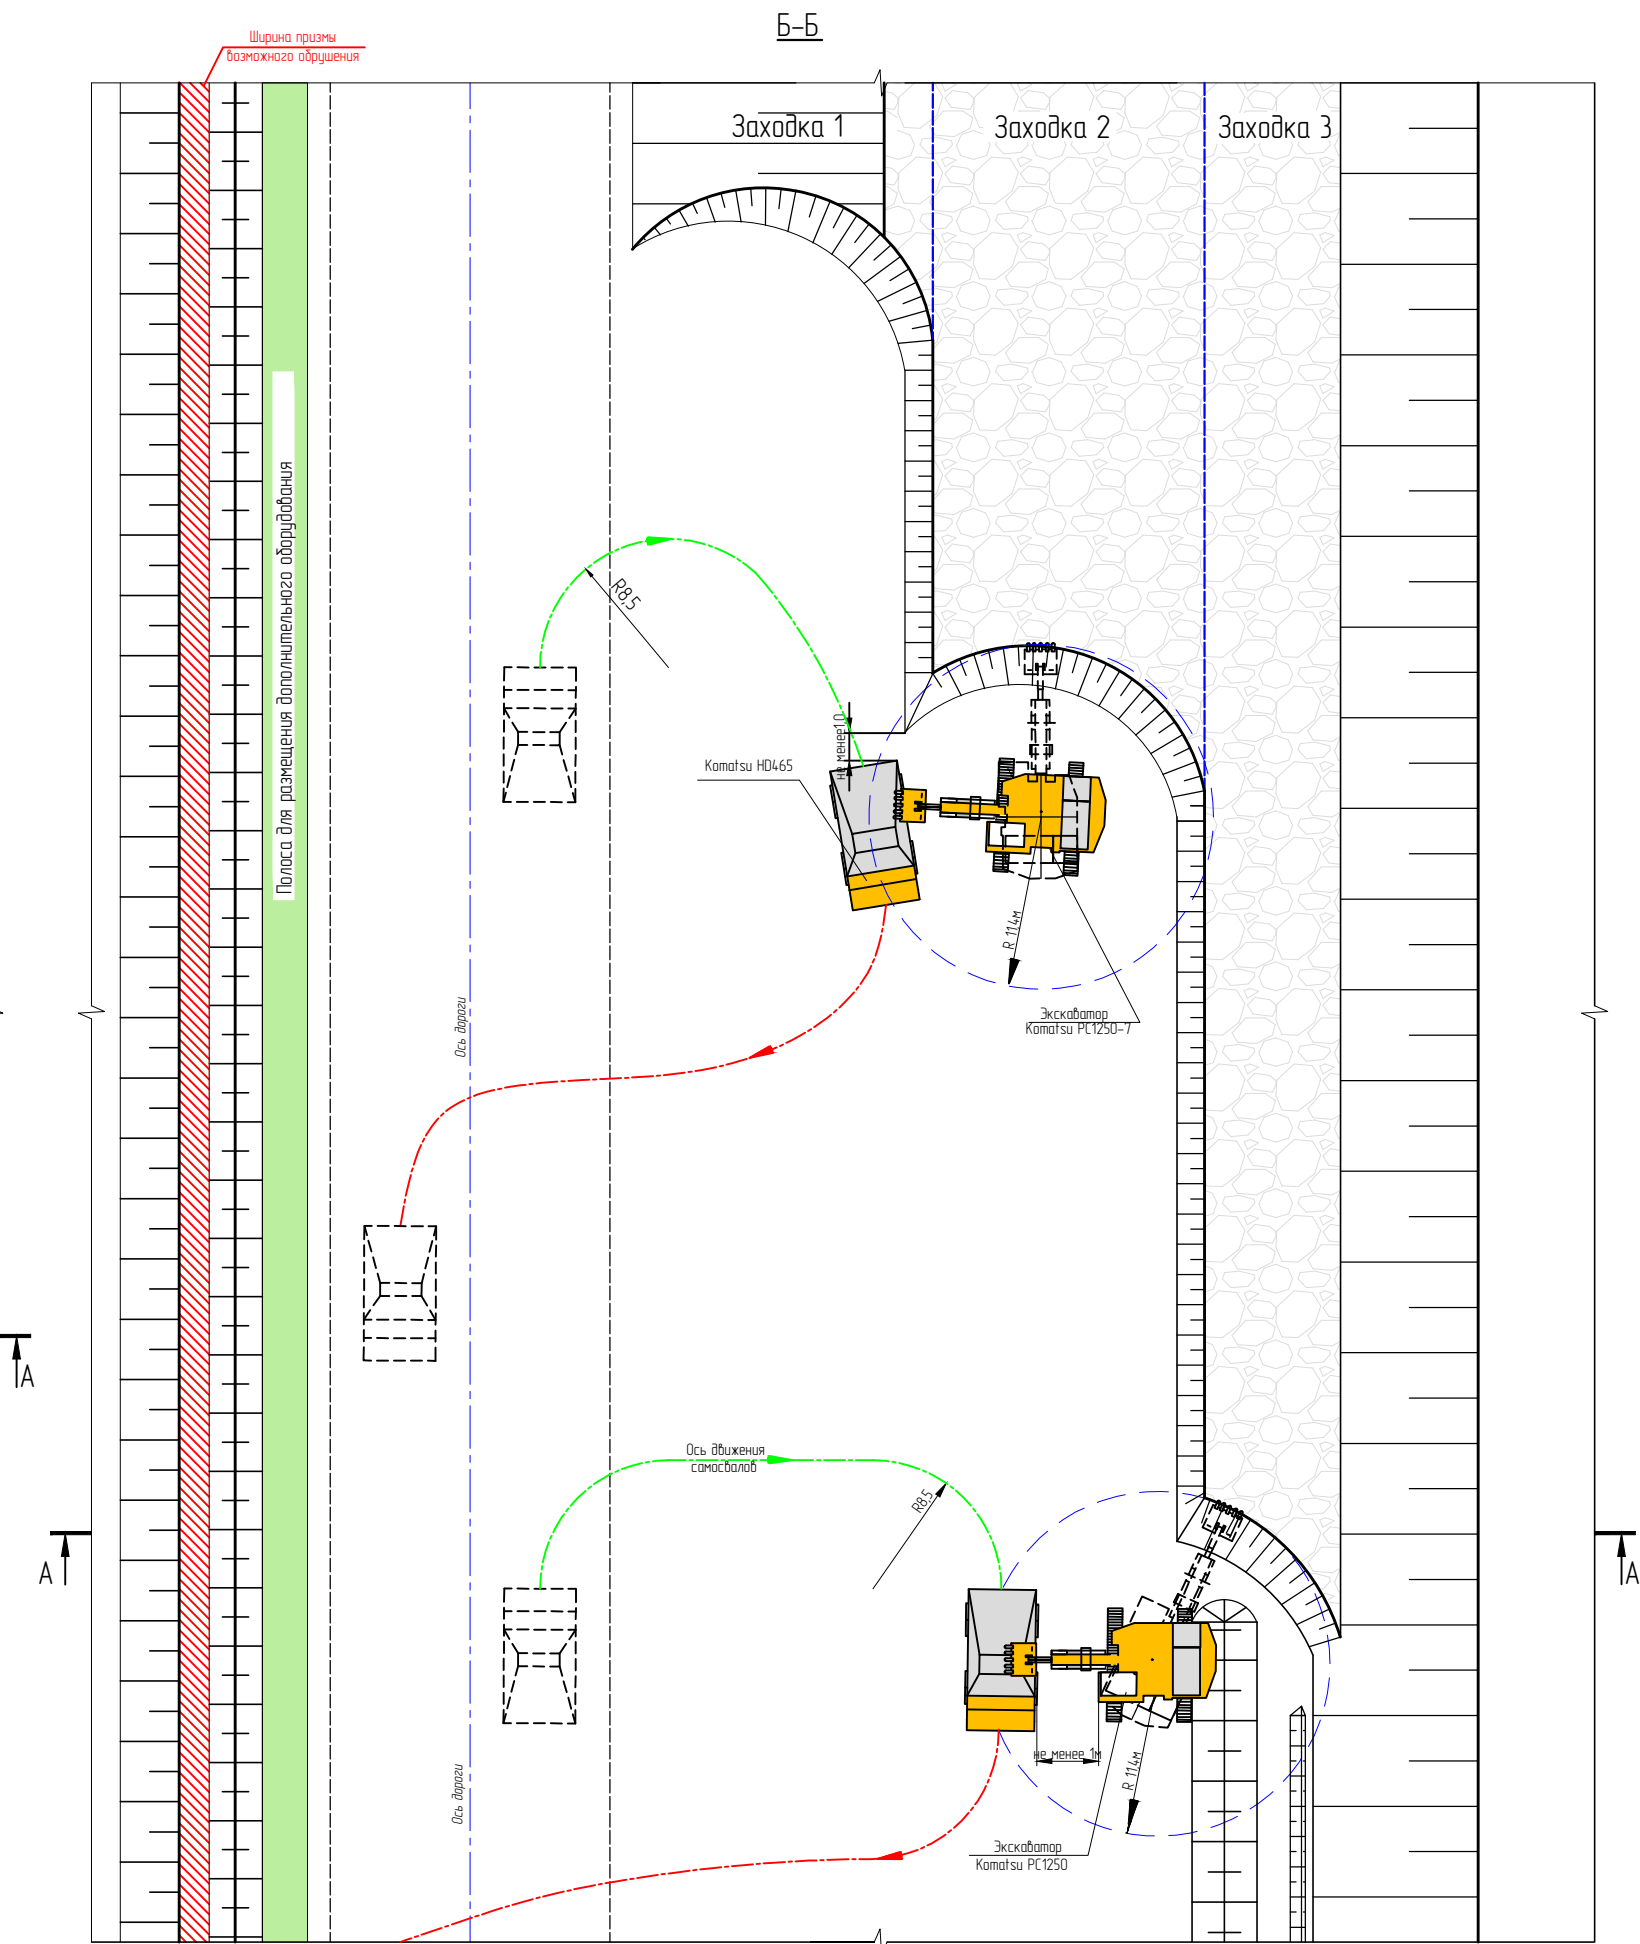 Б-Б
Ширина призмы
возможного обрушения
Заходка 1
Заходка 2
Заходка 3
Полоса для размещения дополнительного оборудования
R8,5
не менее 1,0
Komatsu HD465
R 11,4м
Экскаватор
Komatsu PC1250-7
Ось дороги
А
Ось движения
самосвалов
R8,5
А
А
не менее 1м
R 11,4м
Ось дороги
Экскаватор
Komatsu PC1250